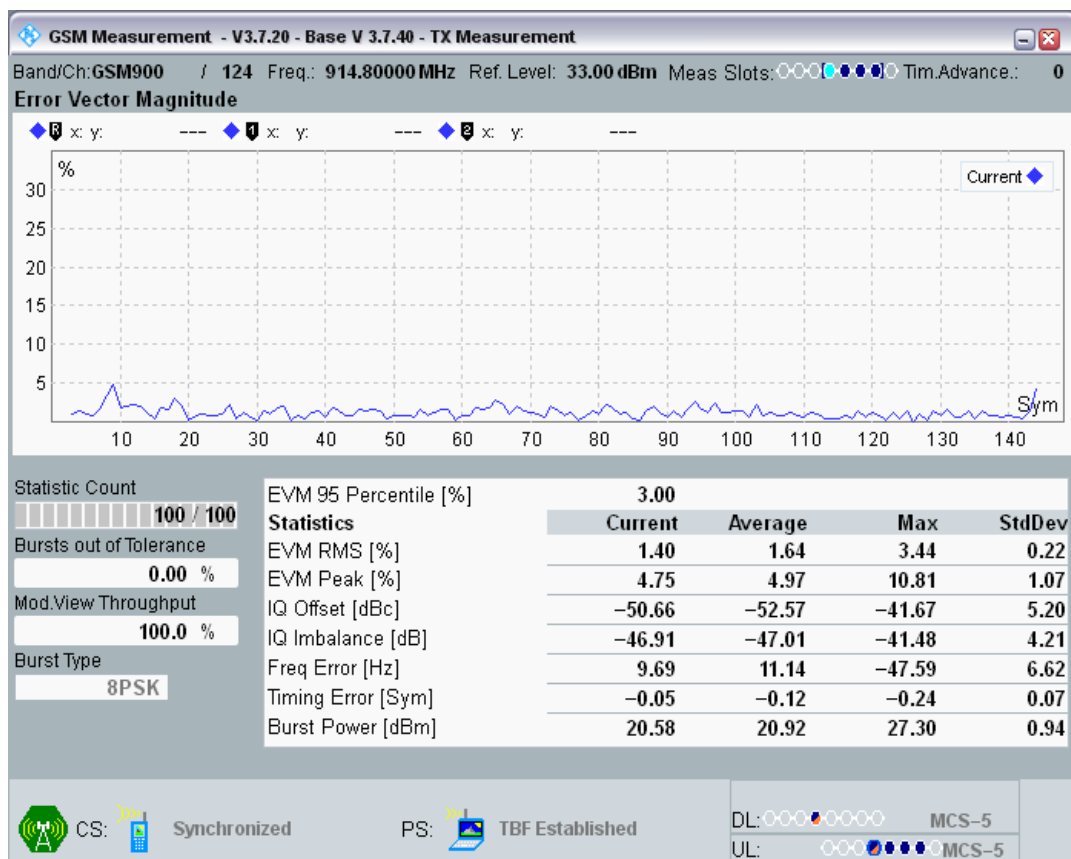 GSM Measurement - V3.7.20 - Base V 3.7.40 - TX Measurement
Band/Ch:GSM900 / 124 Freq.: 914.80000 MHz Ref. Level: 33.00 dBm Meas Slots: Tim.Advance.: 0
Error Vector Magnitude
R x: y: --- 1 x: y: --- 2 x: y: ---
%
Current
30
25
20
15
10
5
Sym
10 20 30 40 50 60 70 80 90 100 110 120 130 140
Statistic Count
100 / 100
Bursts out of Tolerance
0.00 %
Mod.View Throughput
100.0 %
Burst Type
8PSK
EVM 95 Percentile [%] 3.00
Statistics Current Average Max StdDev
EVM RMS [%] 1.40 1.64 3.44 0.22
EVM Peak [%] 4.75 4.97 10.81 1.07
IQ Offset [dBc] −50.66 −52.57 −41.67 5.20
IQ Imbalance [dB] −46.91 −47.01 −41.48 4.21
Freq Error [Hz] 9.69 11.14 −47.59 6.62
Timing Error [Sym] −0.05 −0.12 −0.24 0.07
Burst Power [dBm] 20.58 20.92 27.30 0.94
CS: Synchronized PS: TBF Established
DL: MCS−5
UL: MCS−5